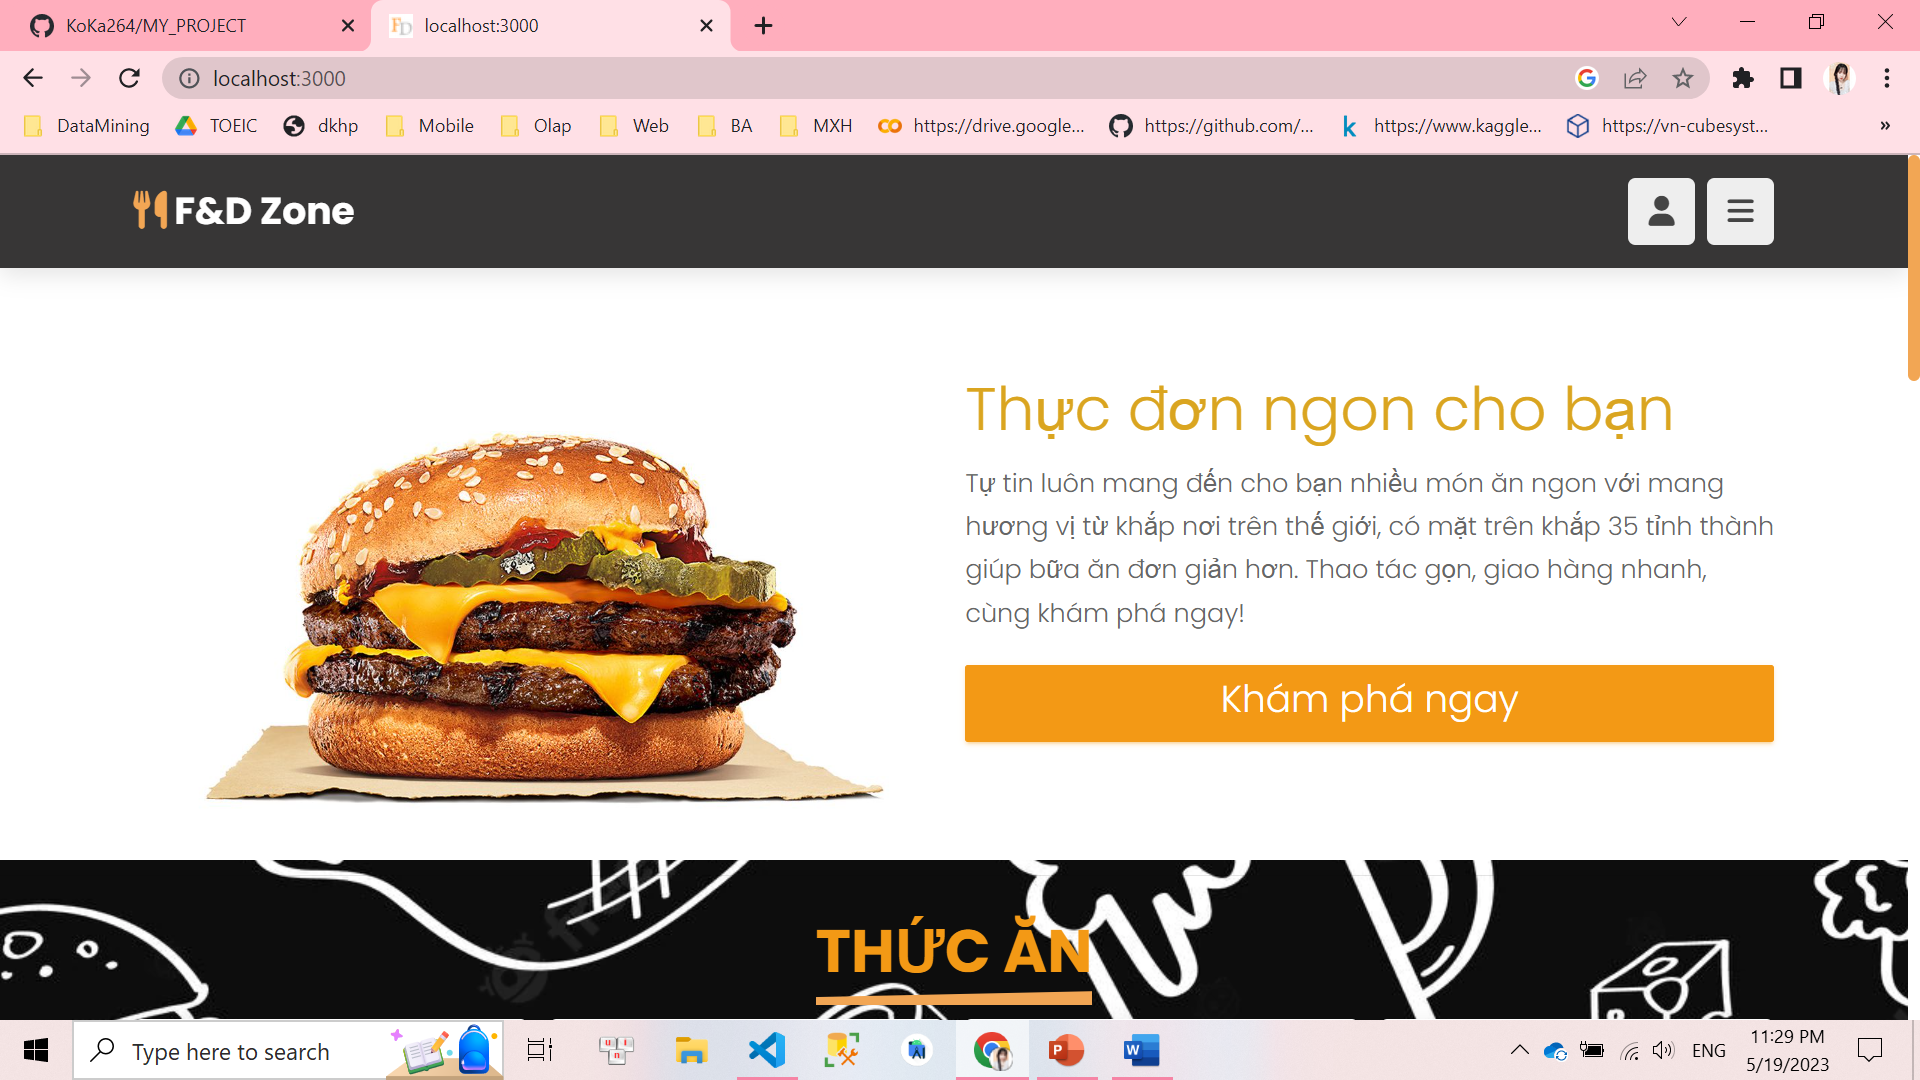 KoKa264/MY_PROJECT
localhost:3000
localhost:3000
DataMining
TOEIC
dkhp
Mobile
Olap
Web
BA
MXH
https://drive.google...
https://github.com/...
https://www.kaggle...
https://vn-cubesyst...
»
F&D Zone
Thực đơn ngon cho bạn
Tự tin luôn mang đến cho bạn nhiều món ăn ngon với mang
hương vị từ khắp nơi trên thế giới, có mặt trên khắp 35 tỉnh thành
giúp bữa ăn đơn giản hơn. Thao tác gọn, giao hàng nhanh,
cùng khám phá ngay!
Khám phá ngay
THỨC ĂN
Type here to search
ENG
11:29 PM
5/19/2023